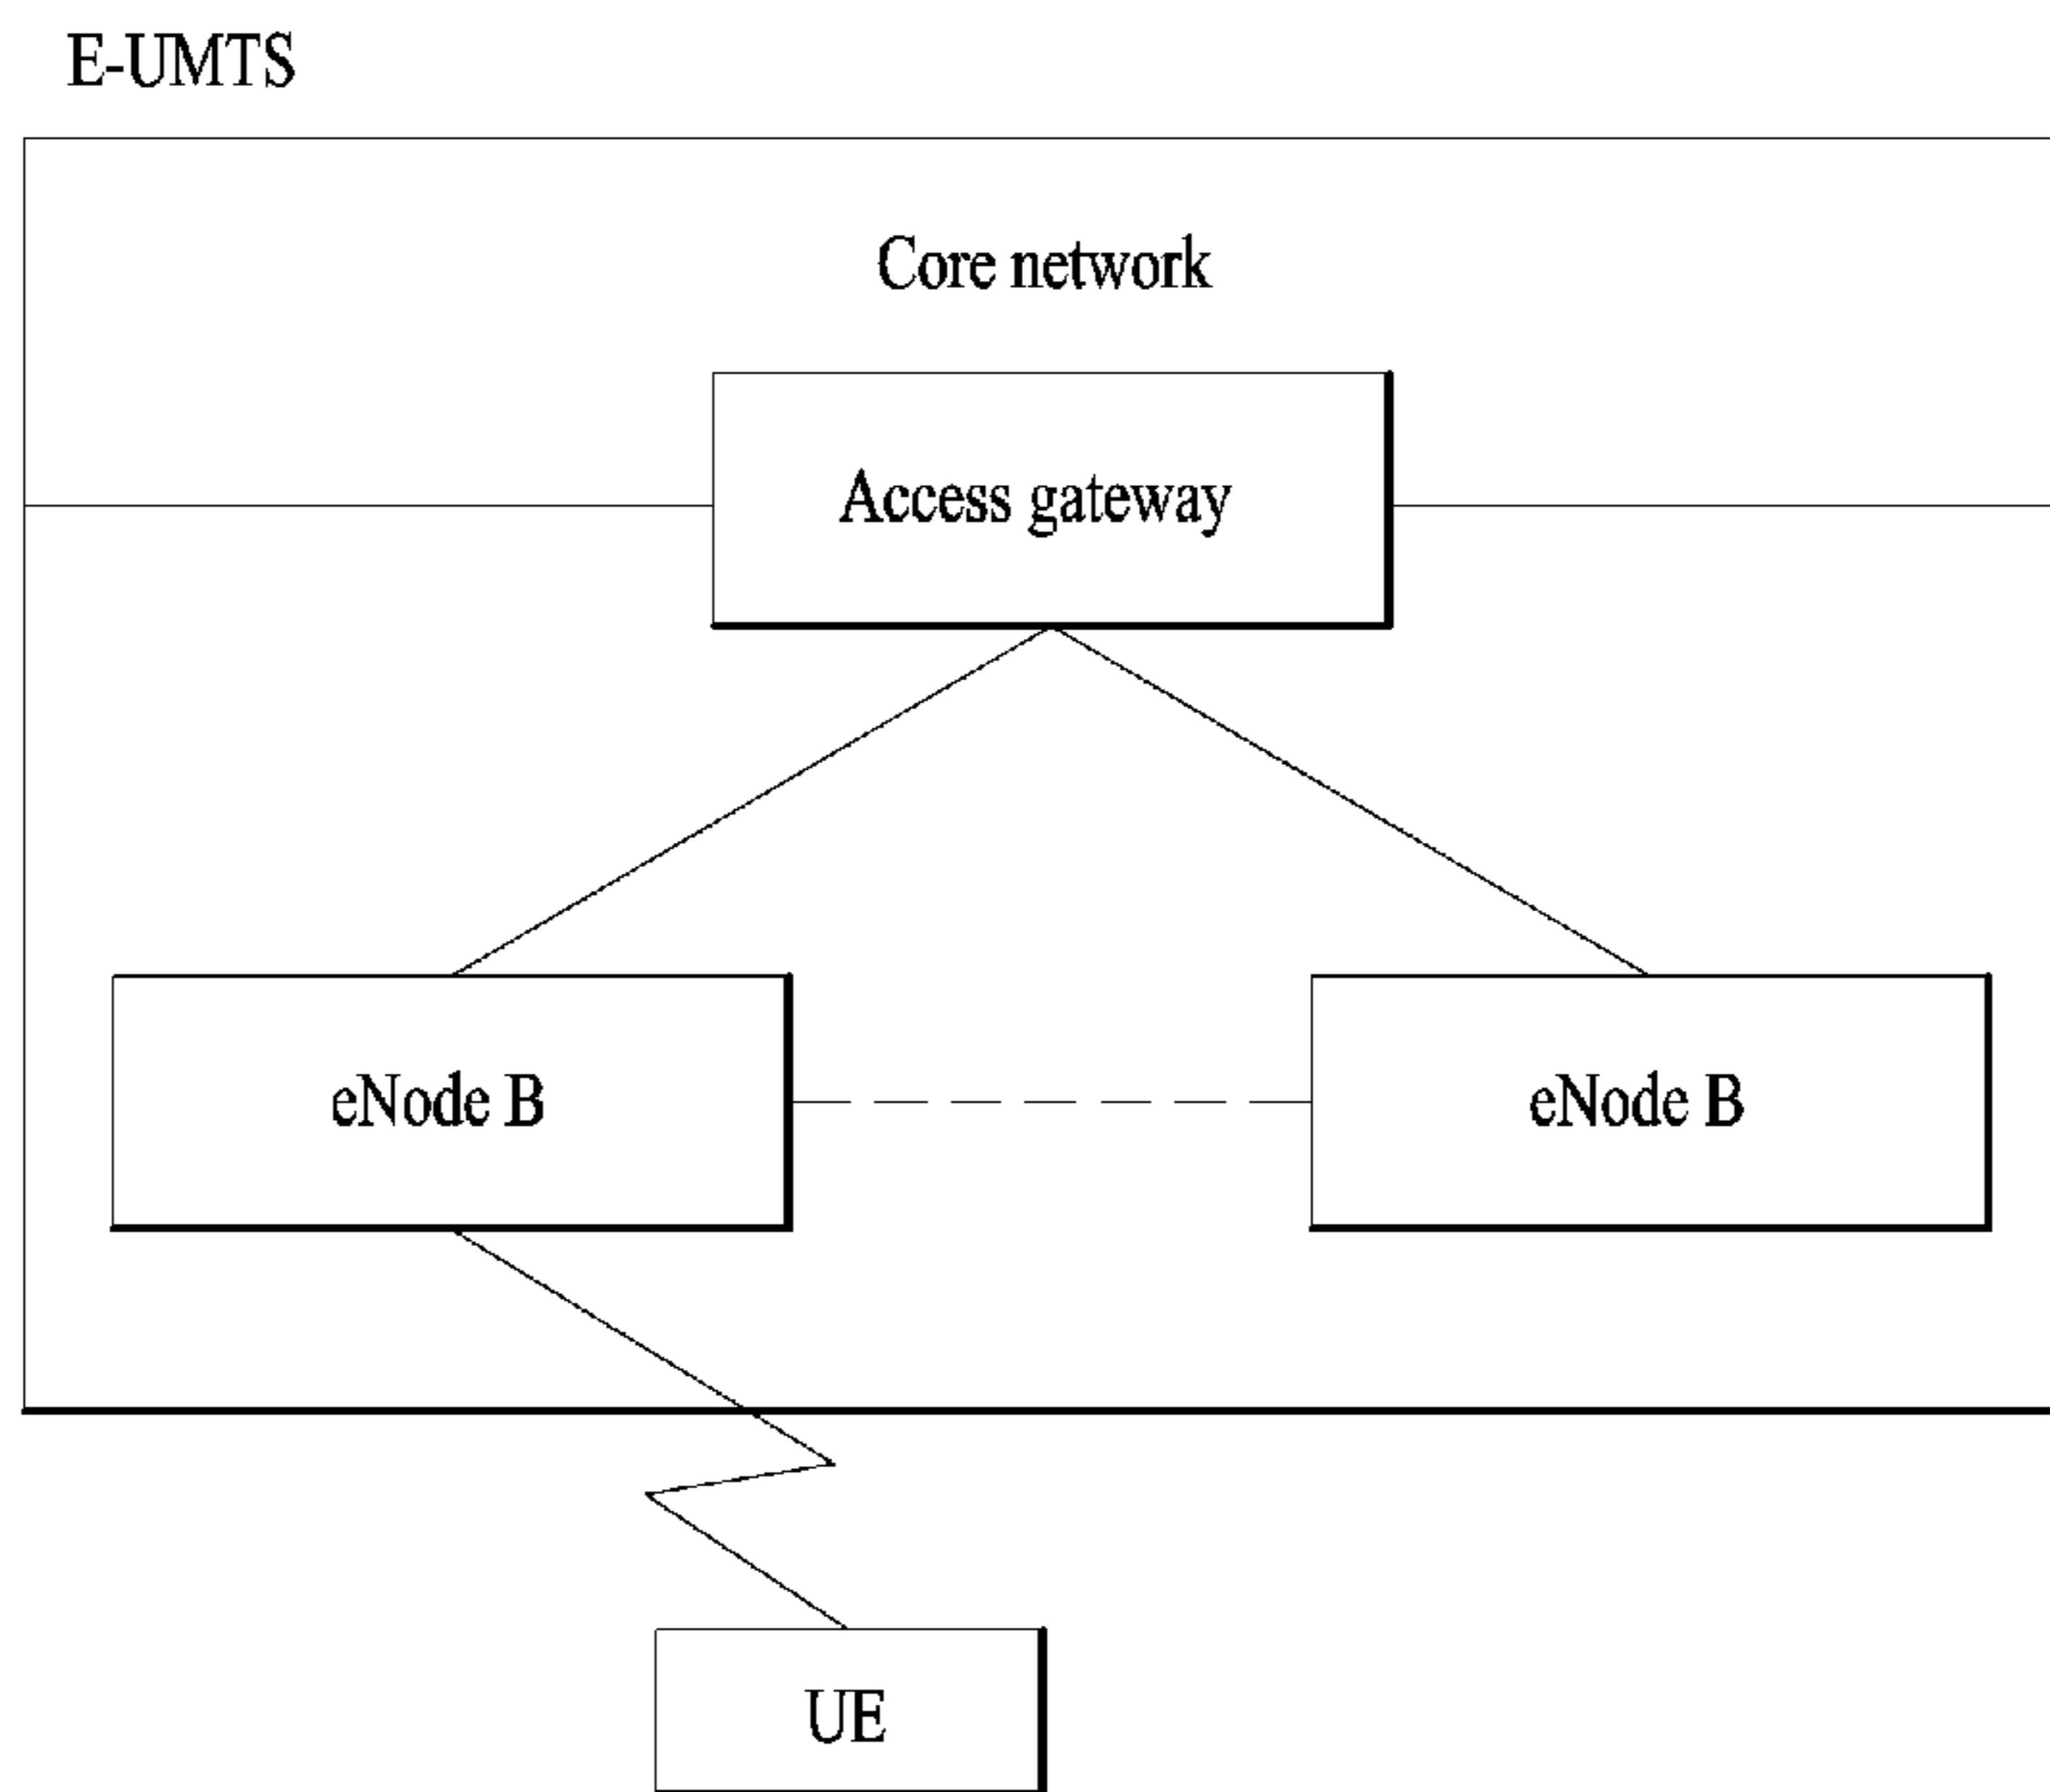 E-UMTS
Core network
Access gateway
eNode B
eNode B
UE